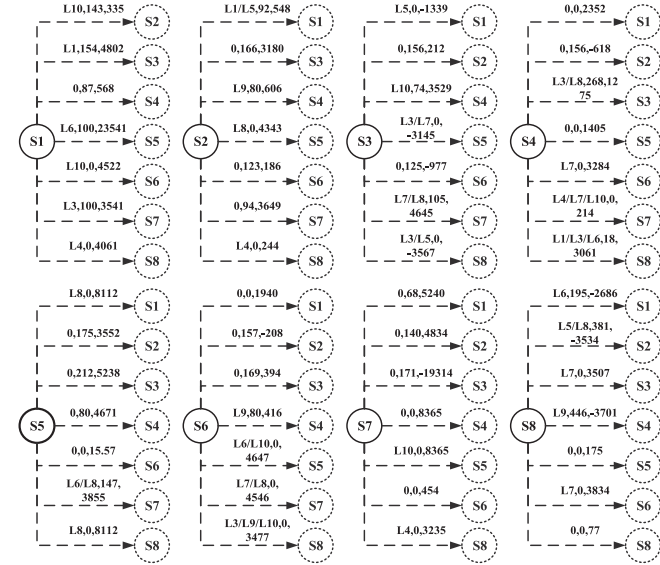 L10,143,335
S2
L1,154,4802
S3
0,87,568
S4
S1
L6,100,23541
S5
L10,0,4522
S6
L3,100,3541
S7
L4,0,4061
S8
L1/L5,92,548
S1
0,166,3180
S3
L9,80,606
S4
S2
L8,0,4343
S5
0,123,186
S6
0,94,3649
S7
L4,0,244
S8
L5,0,-1339
S1
0,156,212
S2
L10,74,3529
S4
S3
L3/L7,0,
-3145
S5
0,125,-977
S6
L7/L8,105,
4645
S7
L3/L5,0,
-3567
S8
0,0,2352
S1
0,156,-618
S2
L3/L8,268,12
75
S3
S4
0,0,1405
S5
L7,0,3284
S6
L4/L7/L10,0,
214
S7
L1/L3/L6,18,
3061
S8
L8,0,8112
S1
0,175,3552
S2
0,212,5238
S3
S5
0,80,4671
S4
0,0,15.57
S6
L6/L8,147,
3855
S7
L8,0,8112
S8
0,0,1940
S1
0,157,-208
S2
0,169,394
S3
S6
L9,80,416
S4
L6/L10,0,
4647
S5
L7/L8,0,
4546
S7
L3/L9/L10,0,
3477
S8
0,68,5240
S1
0,140,4834
S2
0,171,-19314
S3
S7
0,0,8365
S4
L10,0,8365
S5
0,0,454
S6
L4,0,3235
S8
L6,195,-2686
S1
L5/L8,381,
-3534
S2
L7,0,3507
S3
S8
L9,446,-3701
S4
0,0,175
S5
L7,0,3834
S6
0,0,77
S8